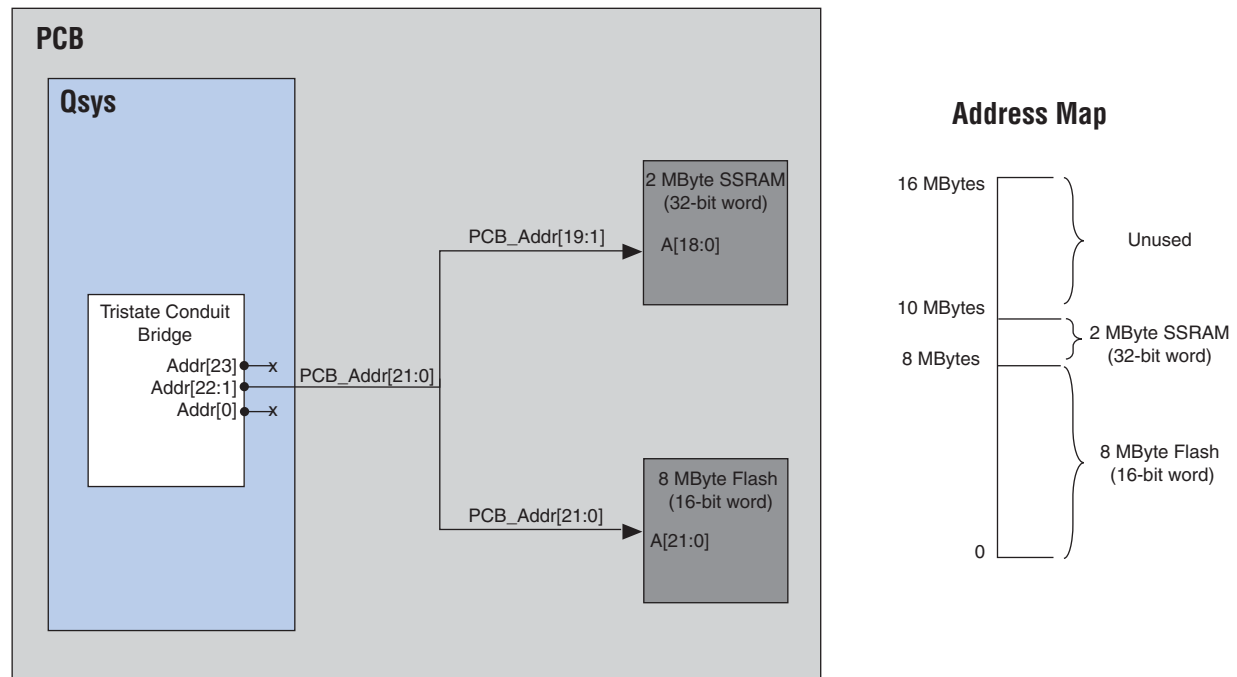 PCB
Qsys
Tristate Conduit
Bridge
Addr[23]
x
Addr[22:1]
Addr[0]
x
PCB_Addr[21:0]
PCB_Addr[19:1]
2 MByte SSRAM
(32-bit word)
A[18:0]
PCB_Addr[21:0]
8 MByte Flash
(16-bit word)
A[21:0]
Address Map
16 MBytes
Unused
10 MBytes
2 MByte SSRAM
(32-bit word)
8 MBytes
8 MByte Flash
(16-bit word)
0